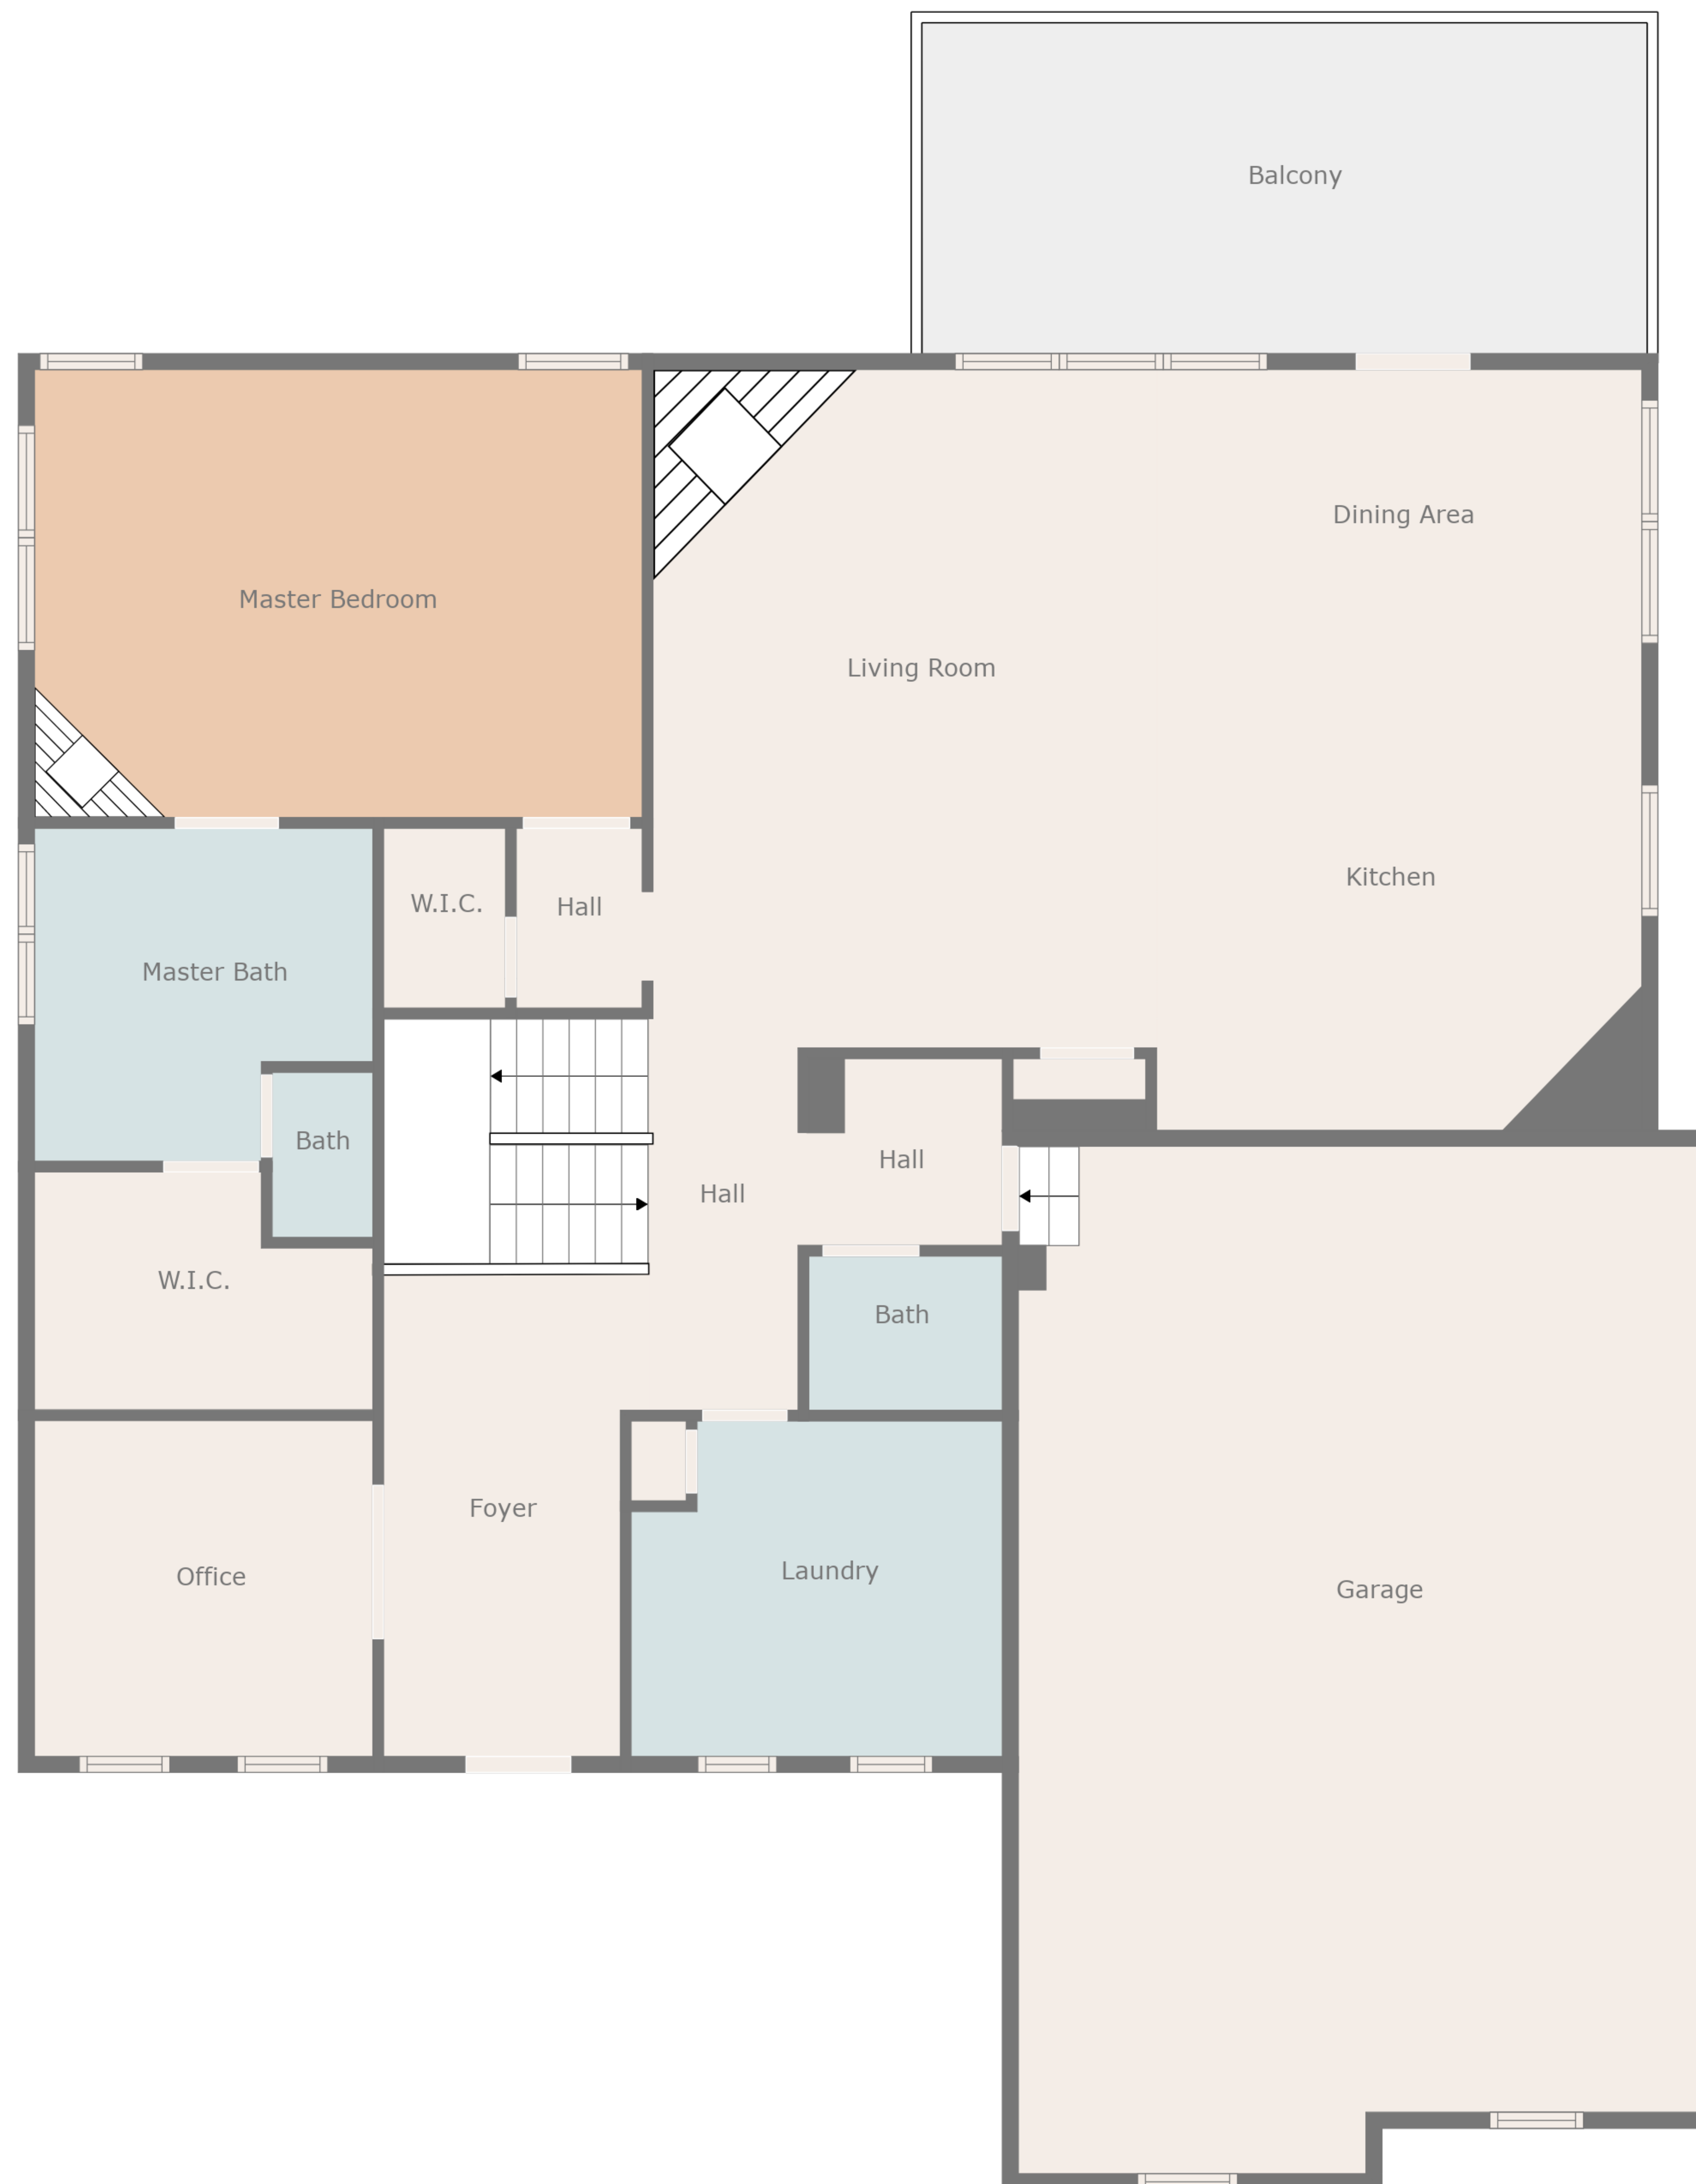 Balcony
Dining Area
Master Bedroom
Living Room
Kitchen
W.I.C.
Hall
Master Bath
Bath
Hall
Hall
W.I.C.
Bath
Foyer
Office
Laundry
Garage